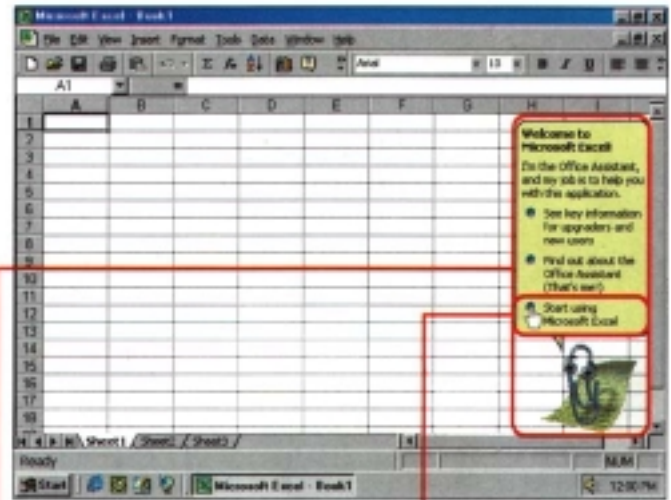 Microsoft Excel - Book1
File Edit View Insert Format Tools Data Window Help
Arial 10 B I U
A1 =
A B C D E F G H I
1
2
3
4
5
6
7
8
9
10
11
12
13
14
15
16
17
18
Welcome to
Microsoft Excel!
I'm the Office Assistant,
and my job is to help you
with this application.
See key information
for upgraders and
new users
Find out about the
Office Assistant
(That's me!)
Start using
Microsoft Excel
Sheet1 / Sheet2 / Sheet3 /
Ready NUM
Start Microsoft Excel - Book1 12:00 PM